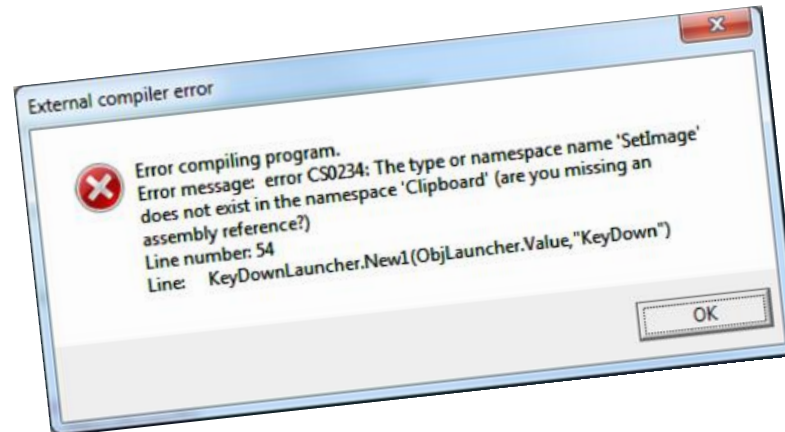 External compiler error
Error compiling program.
Error message:  error CS0234: The type or namespace name 'SetImage'
does not exist in the namespace 'Clipboard' (are you missing an
assembly reference?)
Line number: 54
Line:    KeyDownLauncher.New1(ObjLauncher.Value,"KeyDown")
OK